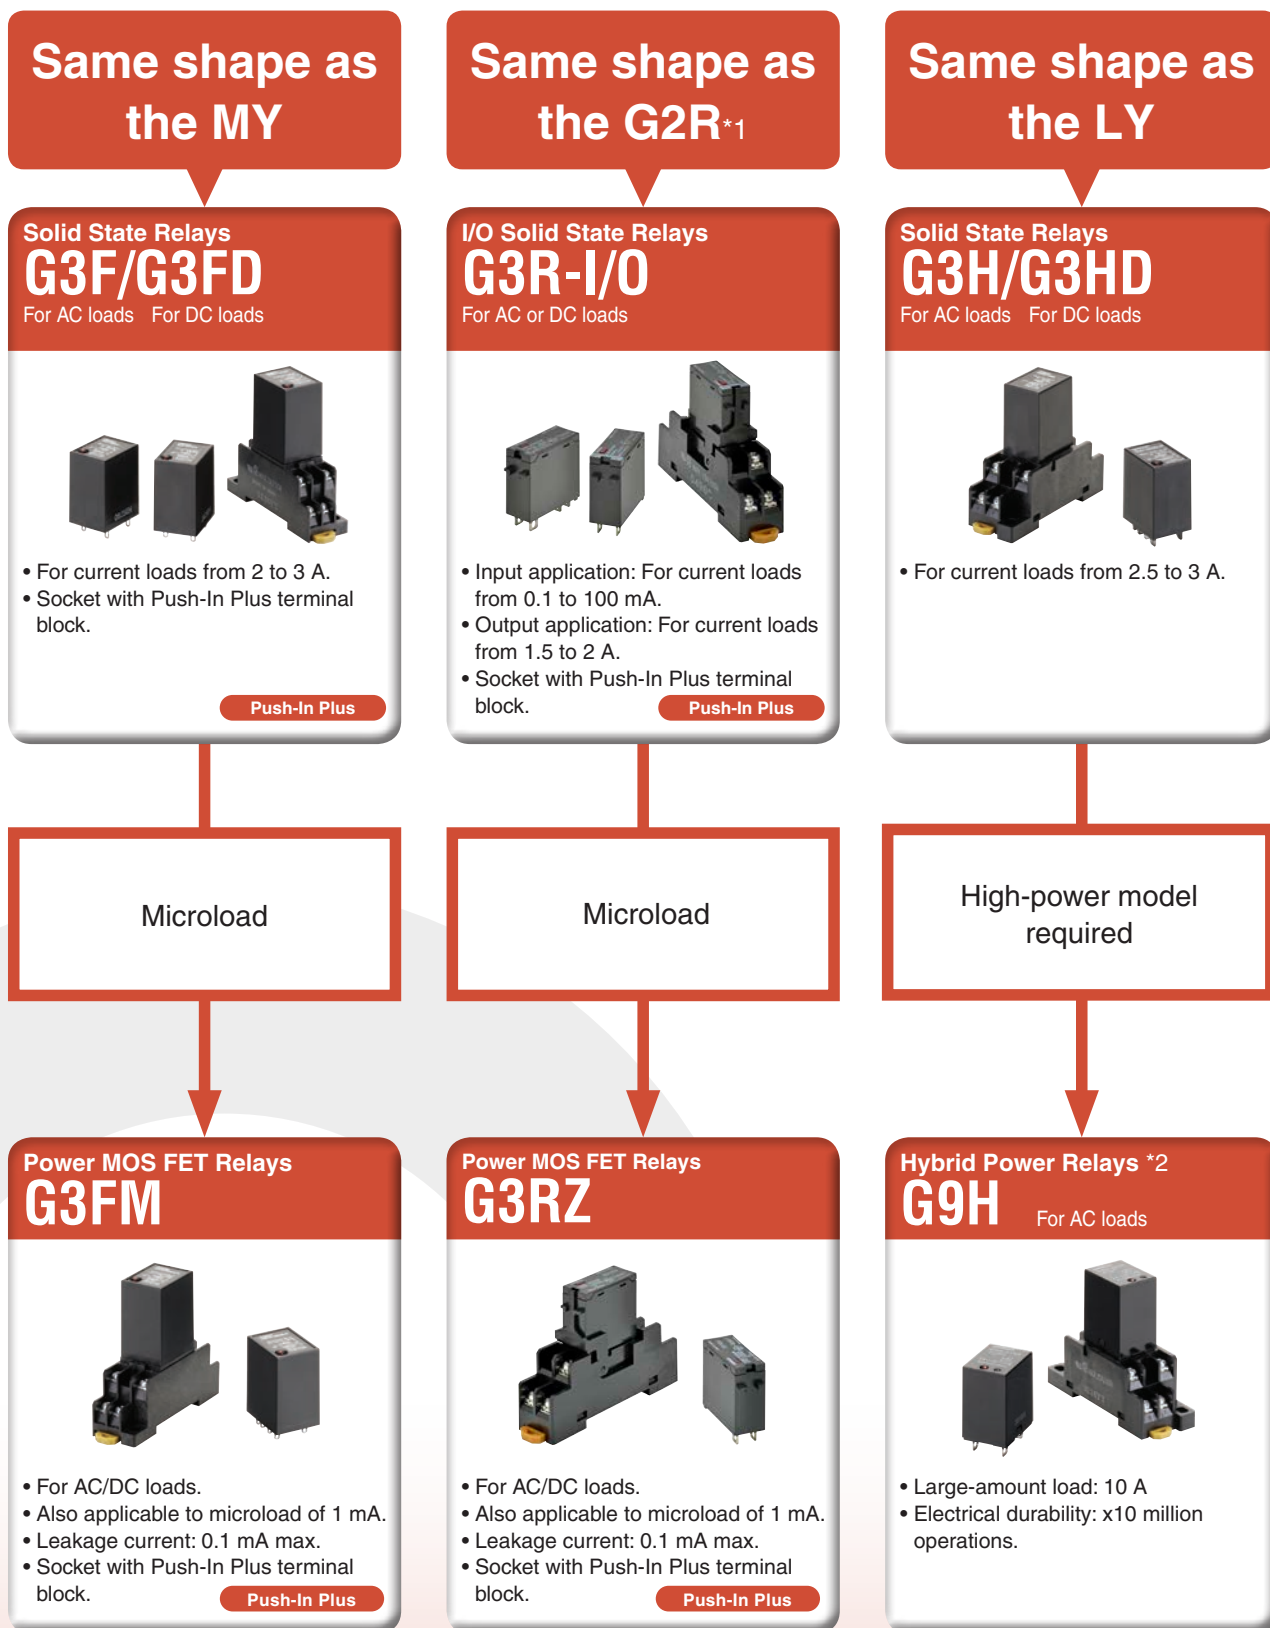 Same shape as
the MY
Solid State Relays
G3F/G3FD
For AC loads For DC loads
• For current loads from 2 to 3 A.
• Socket with Push-In Plus terminal
block.
Push-In Plus
Microload
Power MOS FET Relays
G3FM
• For AC/DC loads.
• Also applicable to microload of 1 mA.
• Leakage current: 0.1 mA max.
• Socket with Push-In Plus terminal
block.
Push-In Plus
Same shape as
the G2R*1
I/O Solid State Relays
G3R-I/O
For AC or DC loads
• Input application: For current loads
from 0.1 to 100 mA.
• Output application: For current loads
from 1.5 to 2 A.
• Socket with Push-In Plus terminal
block.
Push-In Plus
Microload
Power MOS FET Relays
G3RZ
• For AC/DC loads.
• Also applicable to microload of 1 mA.
• Leakage current: 0.1 mA max.
• Socket with Push-In Plus terminal
block.
Push-In Plus
Same shape as
the LY
Solid State Relays
G3H/G3HD
For AC loads For DC loads
• For current loads from 2.5 to 3 A.
High-power model
required
Hybrid Power Relays *2
G9H For AC loads
• Large-amount load: 10 A
• Electrical durability: x10 million
operations.